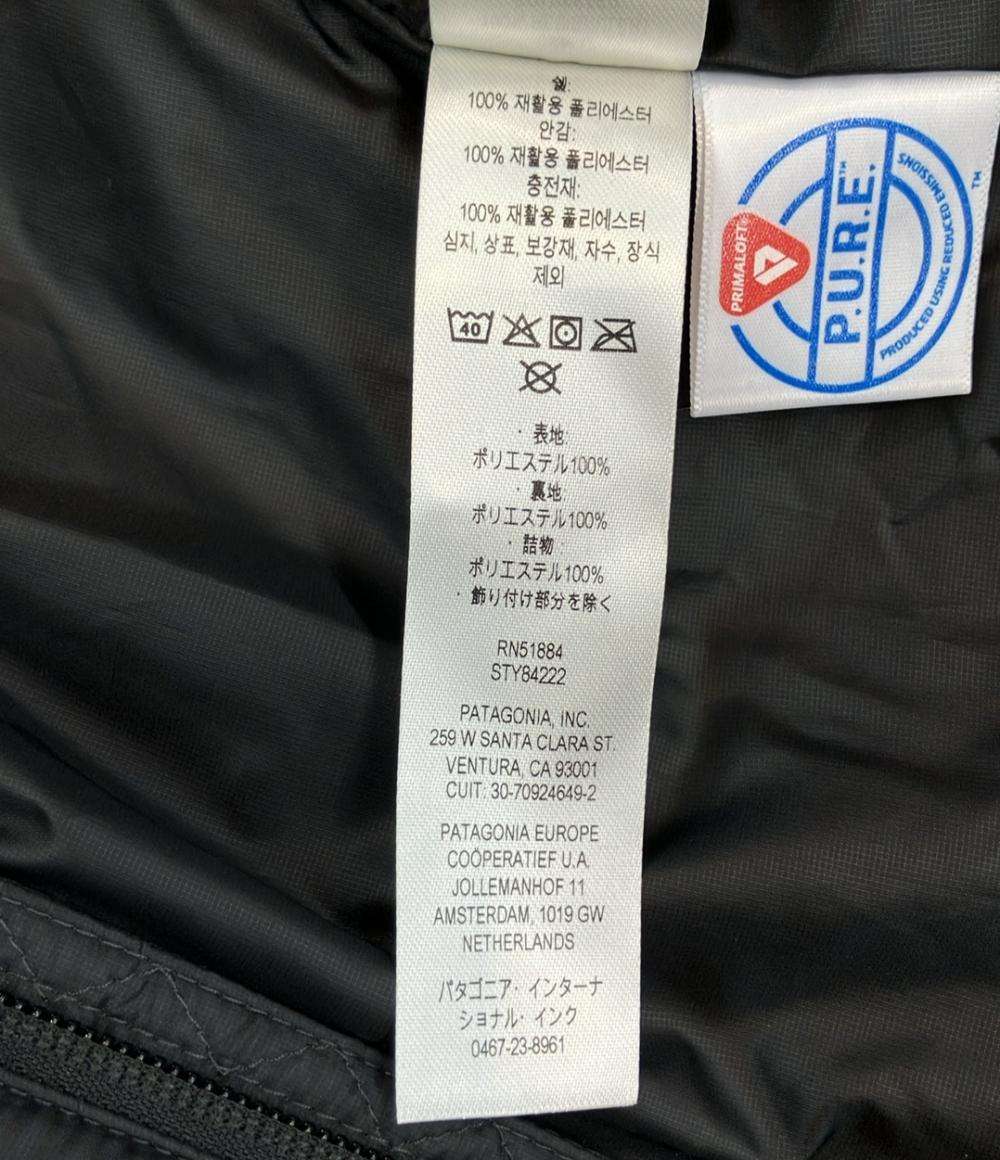 쉘:
100% 재활용 폴리에스터
안감:
100% 재활용 폴리에스터
충전재:
100% 재활용 폴리에스터
심지, 상표, 보강재, 자수, 장식
제외
40
・表地:
ポリエステル100%
・裏地
ポリエステル100%
・詰物
ポリエステル100%
・飾り付け部分を除く
RN51884
STY84222
PATAGONIA, INC.
259 W SANTA CLARA ST.
VENTURA, CA 93001
CUIT: 30-70924649-2
PATAGONIA EUROPE
COÖPERATIEF U.A.
JOLLEMANHOF 11
AMSTERDAM, 1019 GW
NETHERLANDS
パタゴニア・インターナ
ショナル・インク
0467-23-8961
PRIMALOFT®
P.U.R.E.™
PRODUCED USING REDUCED EMISSIONS
™